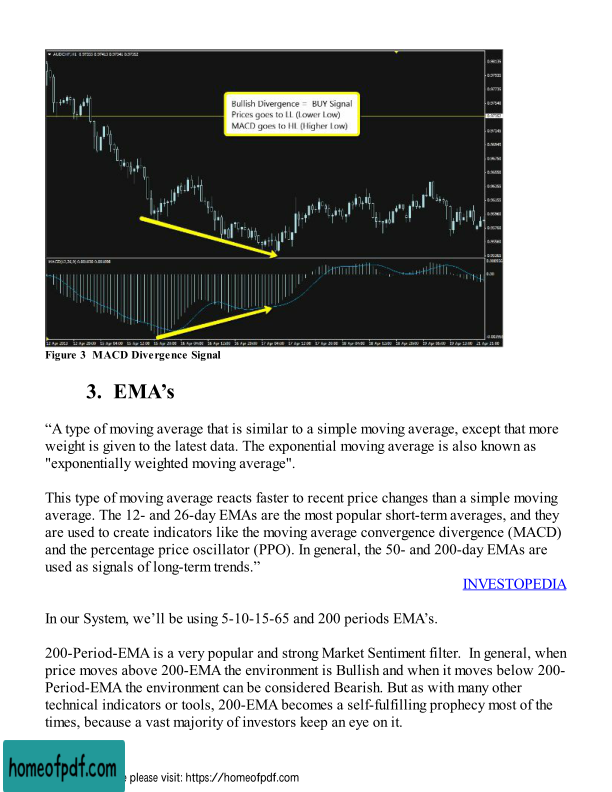 Bullish Divergence = BUY Signal
Prices goes to LL (Lower Low)
MACD goes to HL (Higher Low)
Figure 3 MACD Divergence Signal
3. EMA’s
“A type of moving average that is similar to a simple moving average, except that more
weight is given to the latest data. The exponential moving average is also known as
"exponentially weighted moving average".
This type of moving average reacts faster to recent price changes than a simple moving
average. The 12- and 26-day EMAs are the most popular short-term averages, and they
are used to create indicators like the moving average convergence divergence (MACD)
and the percentage price oscillator (PPO). In general, the 50- and 200-day EMAs are
used as signals of long-term trends.”
INVESTOPEDIA
In our System, we’ll be using 5-10-15-65 and 200 periods EMA’s.
200-Period-EMA is a very popular and strong Market Sentiment filter. In general, when
price moves above 200-EMA the environment is Bullish and when it moves below 200-
Period-EMA the environment can be considered Bearish. But as with many other
technical indicators or tools, 200-EMA becomes a self-fulfilling prophecy most of the
times, because a vast majority of investors keep an eye on it.
homeofpdf.com
please visit: https://homeofpdf.com